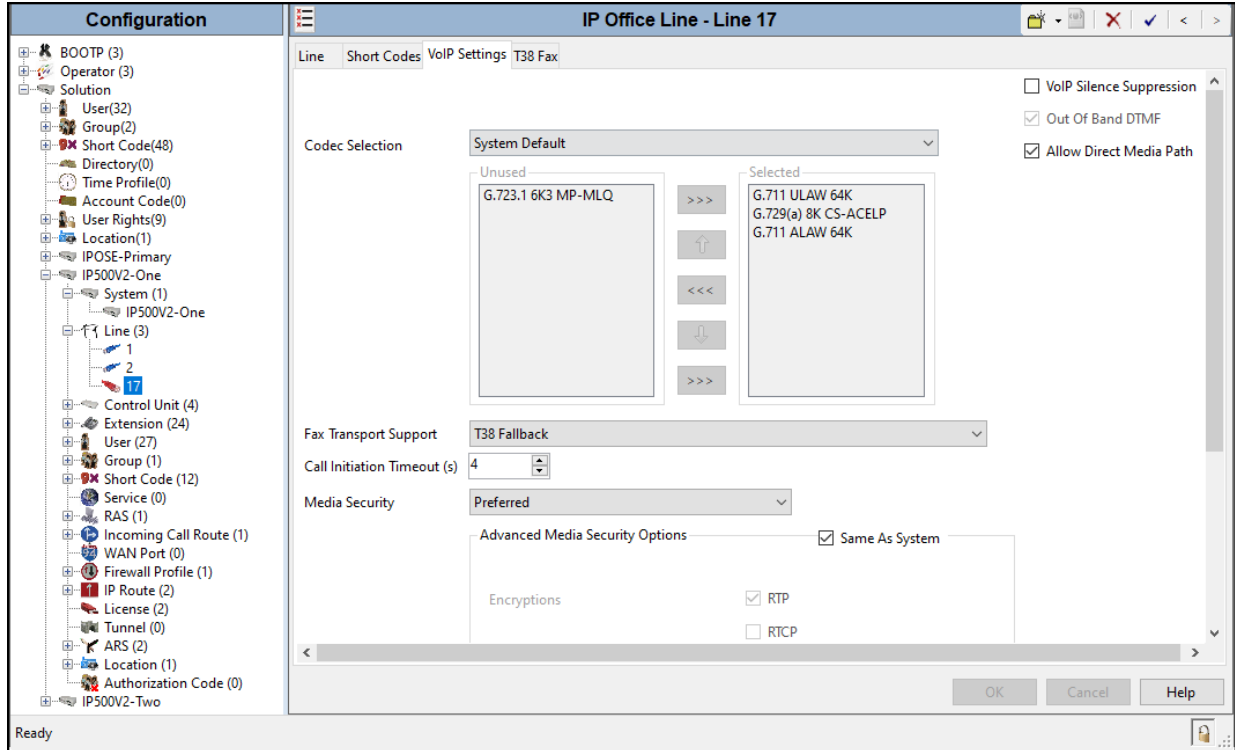 Configuration
BOOTP (3)
Operator (3)
Solution
User(32)
Group(2)
Short Code(48)
Directory(0)
Time Profile(0)
Account Code(0)
User Rights(9)
Location(1)
IPOSE-Primary
IP500V2-One
System (1)
IP500V2-One
Line (3)
1
2
17
Control Unit (4)
Extension (24)
User (27)
Group (1)
Short Code (12)
Service (0)
RAS (1)
Incoming Call Route (1)
WAN Port (0)
Firewall Profile (1)
IP Route (2)
License (2)
Tunnel (0)
ARS (2)
Location (1)
Authorization Code (0)
IP500V2-Two
IP Office Line - Line 17
Line Short Codes VoIP Settings T38 Fax
VoIP Silence Suppression
Out Of Band DTMF
Allow Direct Media Path
Codec Selection System Default
Unused
G.723.1 6K3 MP-MLQ
>>>
<<<
>>>
Selected
G.711 ULAW 64K
G.729(a) 8K CS-ACELP
G.711 ALAW 64K
Fax Transport Support T38 Fallback
Call Initiation Timeout (s) 4
Media Security Preferred
Advanced Media Security Options Same As System
Encryptions RTP
RTCP
OK Cancel Help
Ready